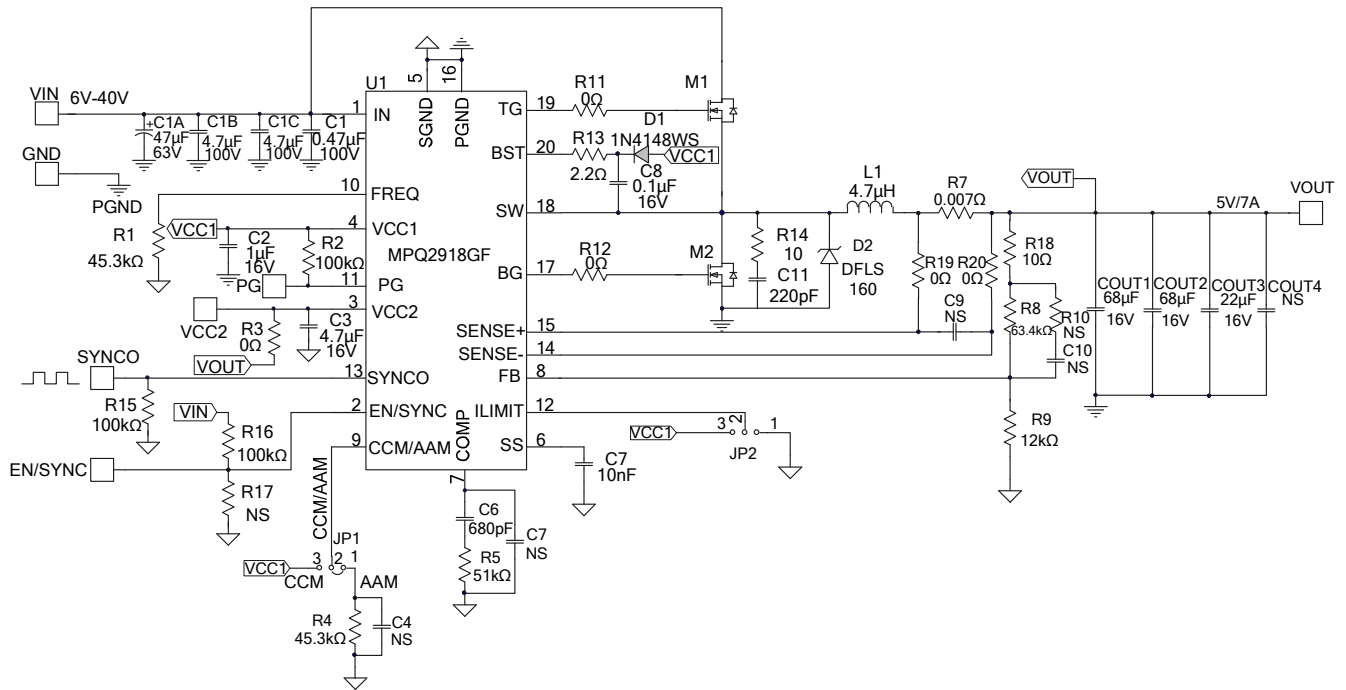 U1
MPQ2918GF
VIN
6V-40V
+C1A
47µF
63V
C1B
4.7µF
100V
C1C
4.7µF
100V
C1
0.47µF
100V
GND
PGND
1
IN
5
SGND
16
PGND
10
FREQ
R1
45.3kΩ
4
VCC1
VCC1
C2
1µF
16V
R2
100kΩ
11
PG
PG
3
VCC2
VCC2
R3
0Ω
VOUT
C3
4.7µF
16V
SYNCO
13
SYNCO
R15
100kΩ
VIN
R16
100kΩ
2
EN/SYNC
EN/SYNC
R17
NS
9
CCM/AAM
CCM/AAM
JP1
VCC1
3
2
1
CCM
AAM
R4
45.3kΩ
C4
NS
COMP
7
C6
680pF
R5
51kΩ
C7
NS
TG
19
R11
0Ω
M1
BST
20
R13
2.2Ω
D1
1N4148WS
VCC1
C8
0.1µF
16V
SW
18
BG
17
R12
0Ω
M2
R14
10
C11
220pF
D2
DFLS
160
L1
4.7µH
R7
0.007Ω
R19
0Ω
R20
0Ω
C9
NS
SENSE+
15
SENSE-
14
FB
8
ILIMIT
12
VCC1
3
2
1
JP2
SS
6
C7
10nF
R18
10Ω
R8
63.4kΩ
R10
NS
C10
NS
R9
12kΩ
VOUT
5V/7A
VOUT
COUT1
68µF
16V
COUT2
68µF
16V
COUT3
22µF
16V
COUT4
NS